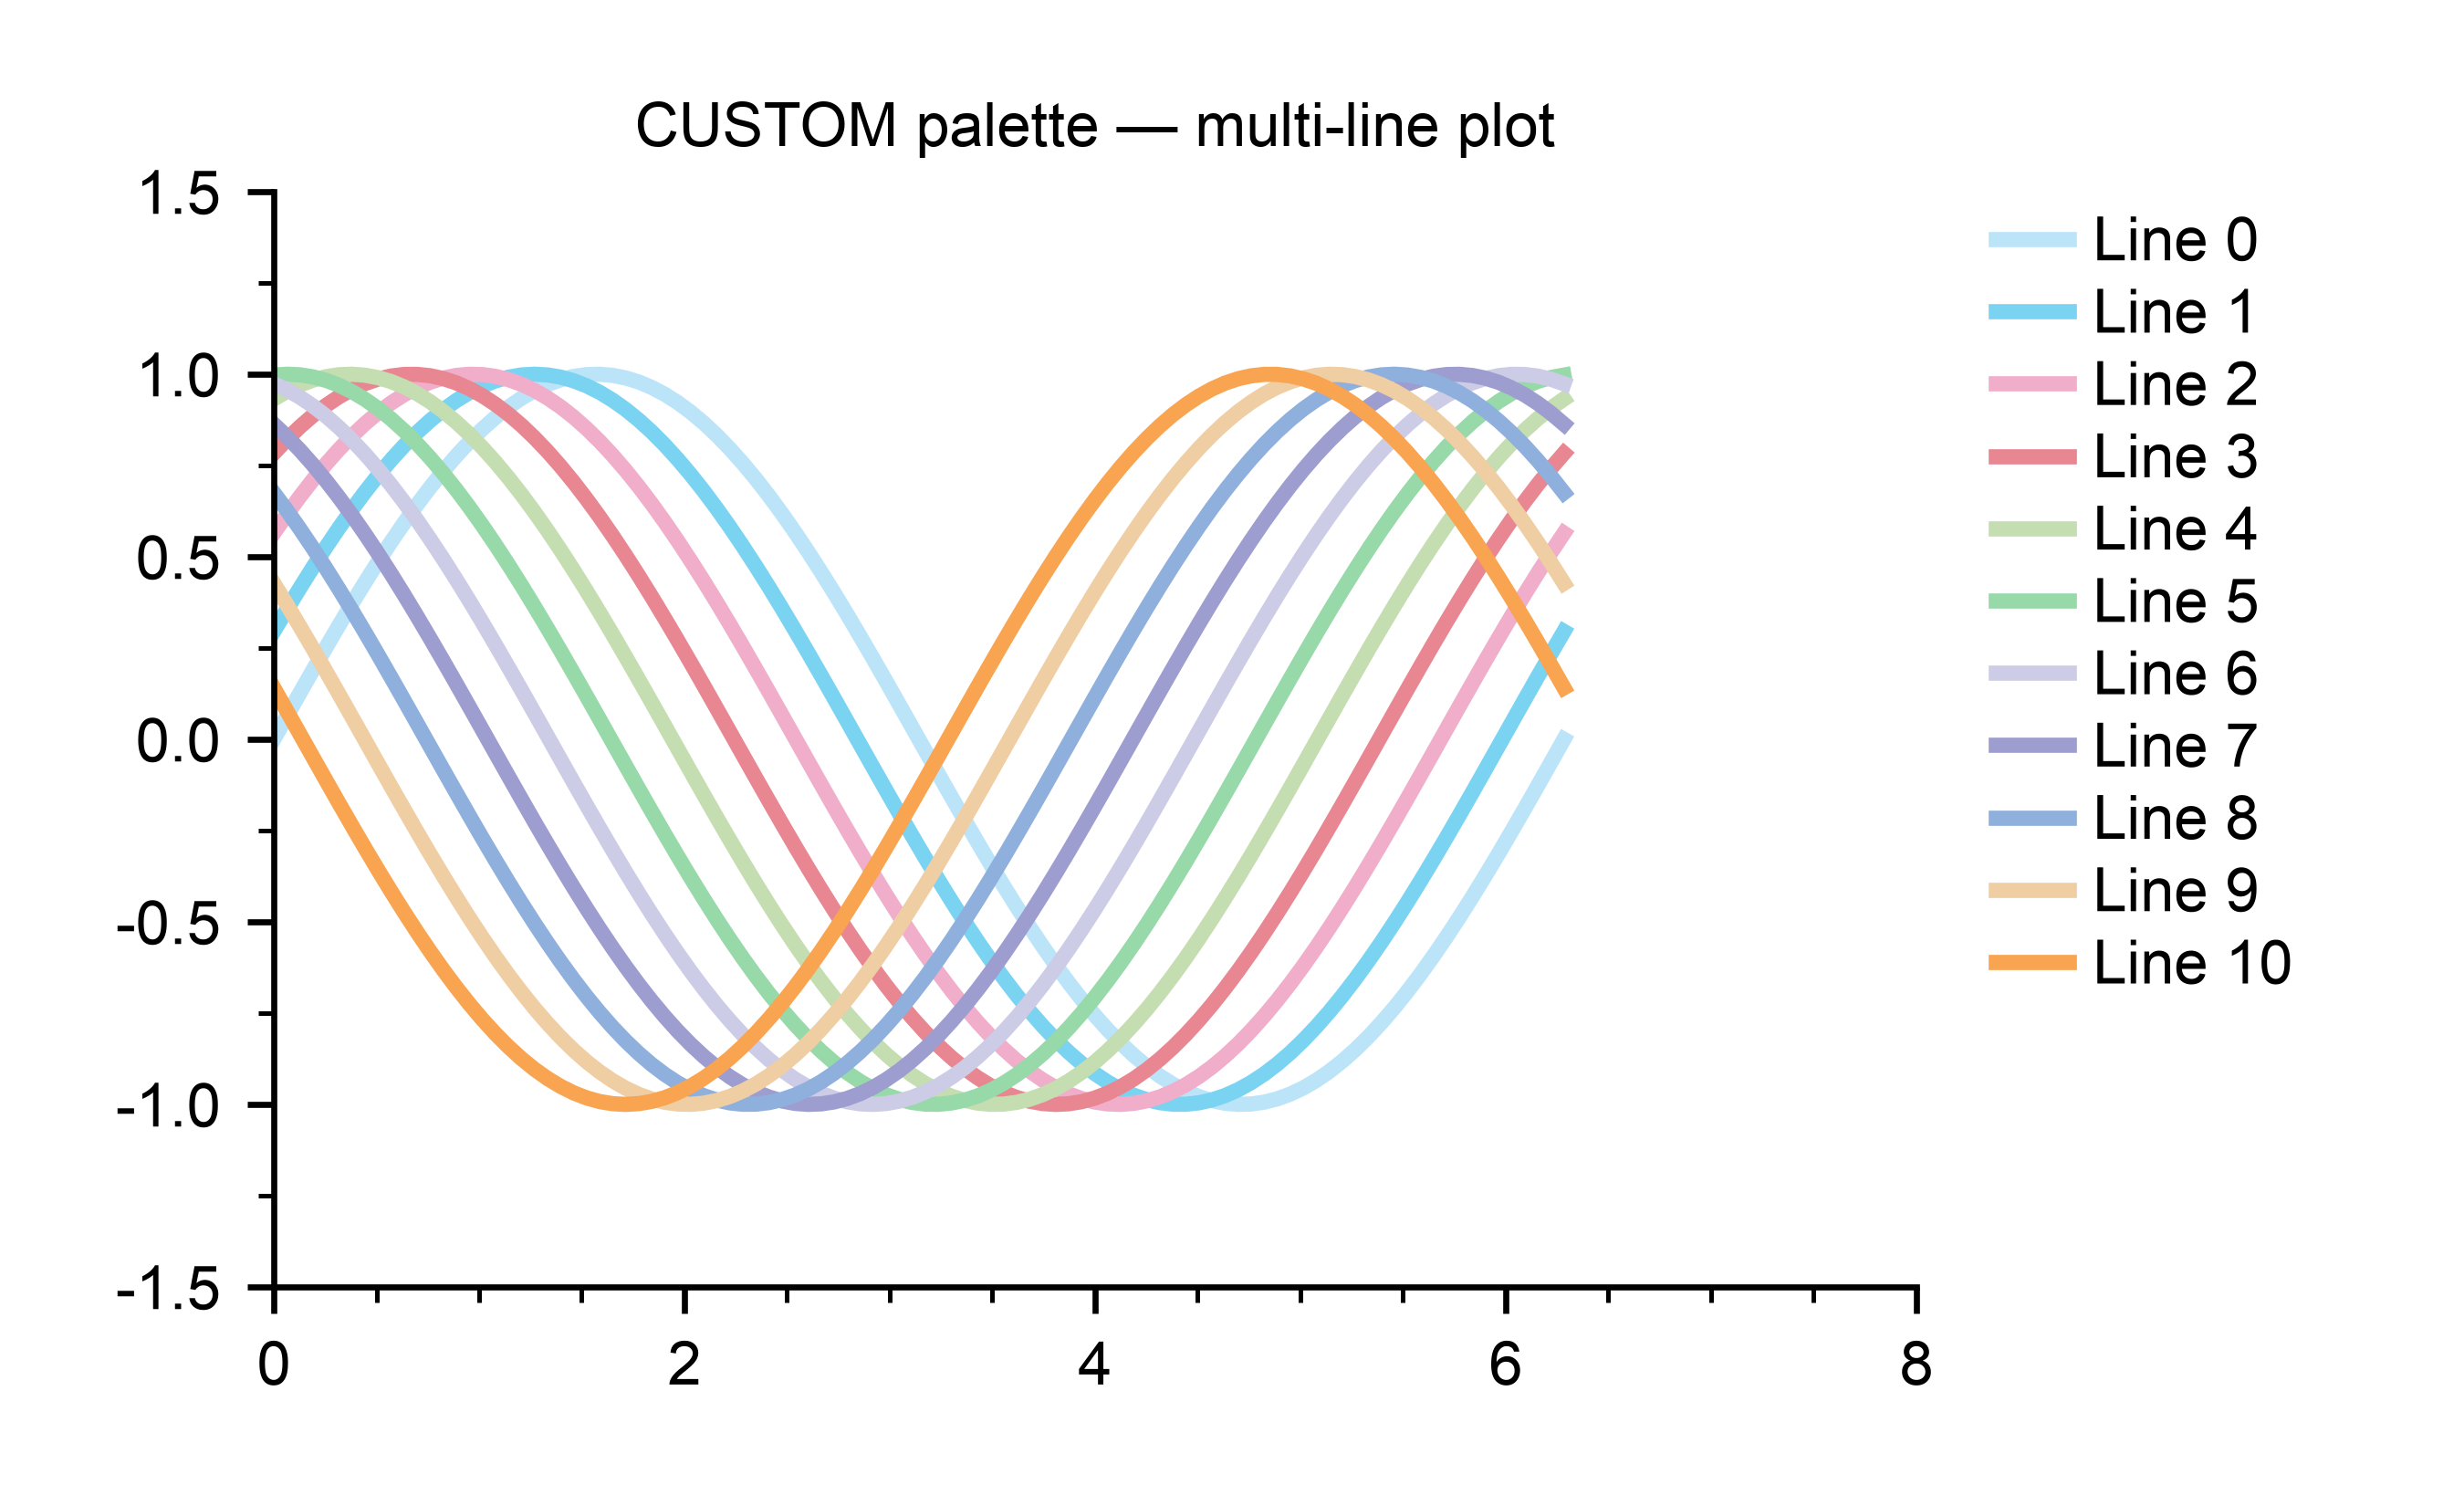 CUSTOM palette — multi-line plot
1.5
1.0
0.5
0.0
-0.5
-1.0
-1.5
0 2 4 6 8
Line 0
Line 1
Line 2
Line 3
Line 4
Line 5
Line 6
Line 7
Line 8
Line 9
Line 10